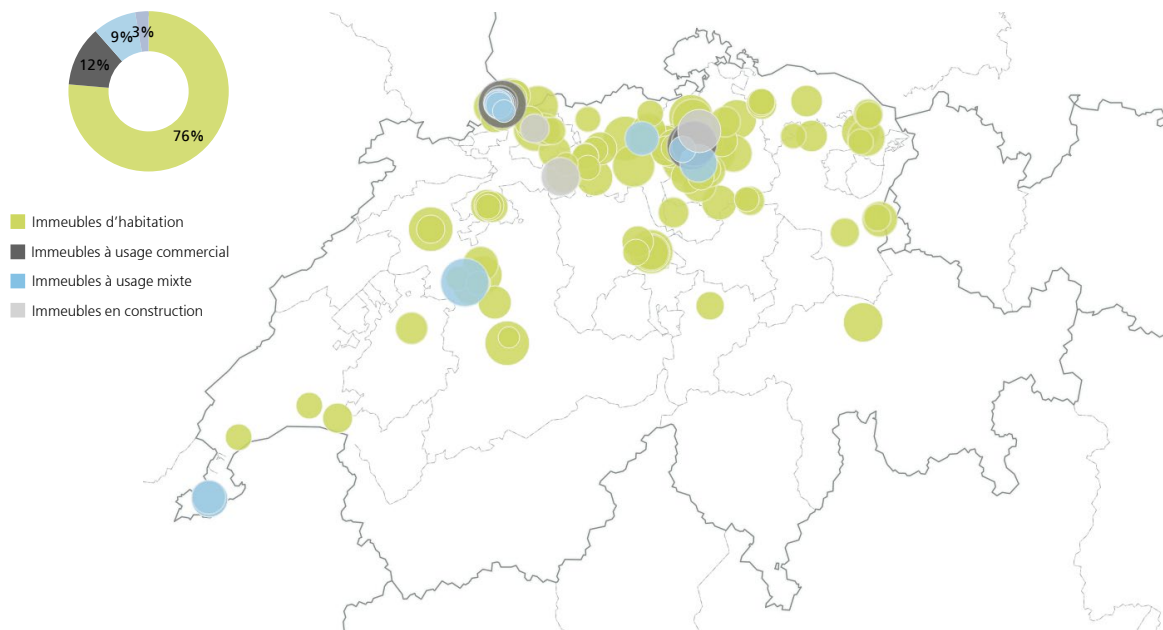 9%
3%
12%
76%
Immeubles d'habitation
Immeubles à usage commercial
Immeubles à usage mixte
Immeubles en construction